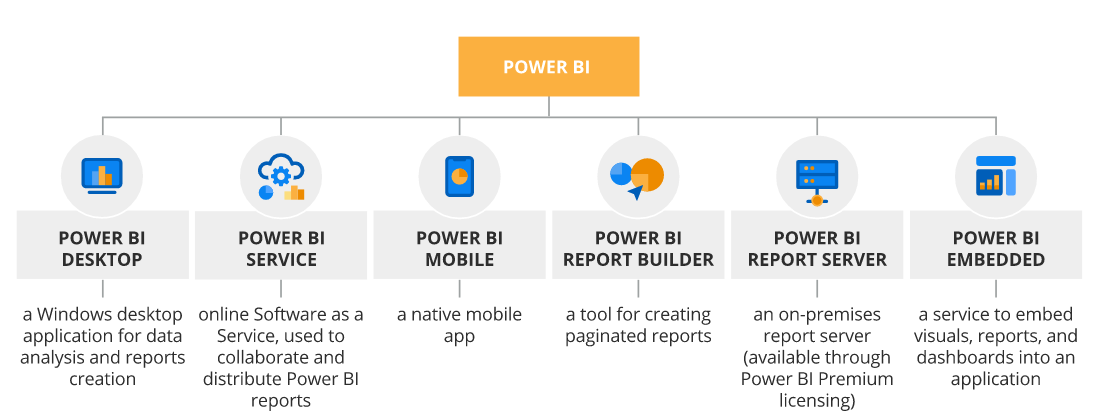 POWER BI
POWER BI
DESKTOP
a Windows desktop
application for data
analysis and reports
creation
POWER BI
SERVICE
online Software as a
Service, used to
collaborate and
distribute Power BI
reports
POWER BI
MOBILE
a native mobile
app
POWER BI
REPORT BUILDER
a tool for creating
paginated reports
POWER BI
REPORT SERVER
an on-premises
report server
(available through
Power BI Premium
licensing)
POWER BI
EMBEDDED
a service to embed
visuals, reports, and
dashboards into an
application